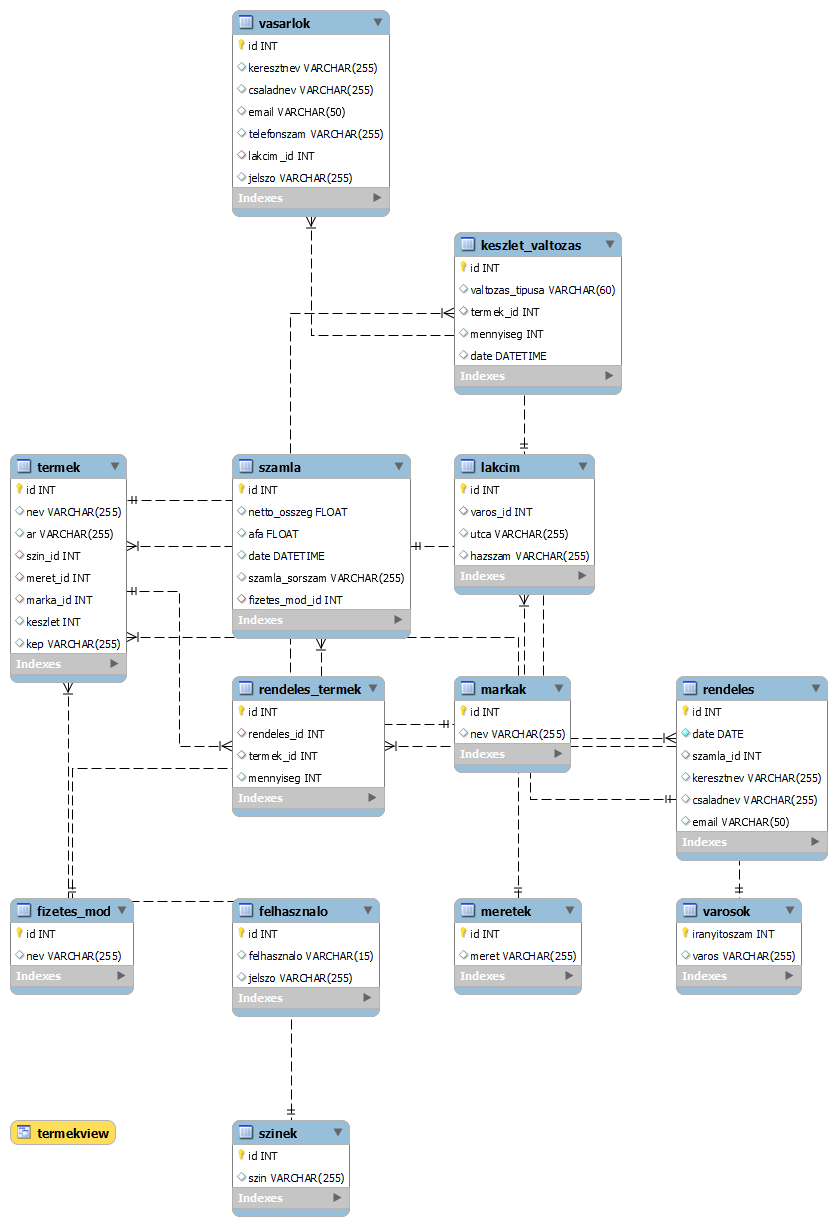 vasarlok
id INT
keresztnev VARCHAR(255)
csaladnev VARCHAR(255)
email VARCHAR(50)
telefonszam VARCHAR(255)
lakcim_id INT
jelszo VARCHAR(255)
Indexes
keszlet_valtozas
id INT
valtozas_tipusa VARCHAR(60)
termek_id INT
mennyiseg INT
date DATETIME
Indexes
termek
id INT
nev VARCHAR(255)
ar VARCHAR(255)
szin_id INT
meret_id INT
marka_id INT
keszlet INT
kep VARCHAR(255)
Indexes
szamla
id INT
netto_osszeg FLOAT
afa FLOAT
date DATETIME
szamla_sorszam VARCHAR(255)
fizetes_mod_id INT
Indexes
lakcim
id INT
varos_id INT
utca VARCHAR(255)
hazszam VARCHAR(255)
Indexes
rendeles_termek
id INT
rendeles_id INT
termek_id INT
mennyiseg INT
Indexes
markak
id INT
nev VARCHAR(255)
Indexes
rendeles
id INT
date DATE
szamla_id INT
keresztnev VARCHAR(255)
csaladnev VARCHAR(255)
email VARCHAR(50)
Indexes
fizetes_mod
id INT
nev VARCHAR(255)
Indexes
felhasznalo
id INT
felhasznalo VARCHAR(15)
jelszo VARCHAR(255)
Indexes
meretek
id INT
meret VARCHAR(255)
Indexes
varosok
iranyitoszam INT
varos VARCHAR(255)
Indexes
termekview
szinek
id INT
szin VARCHAR(255)
Indexes